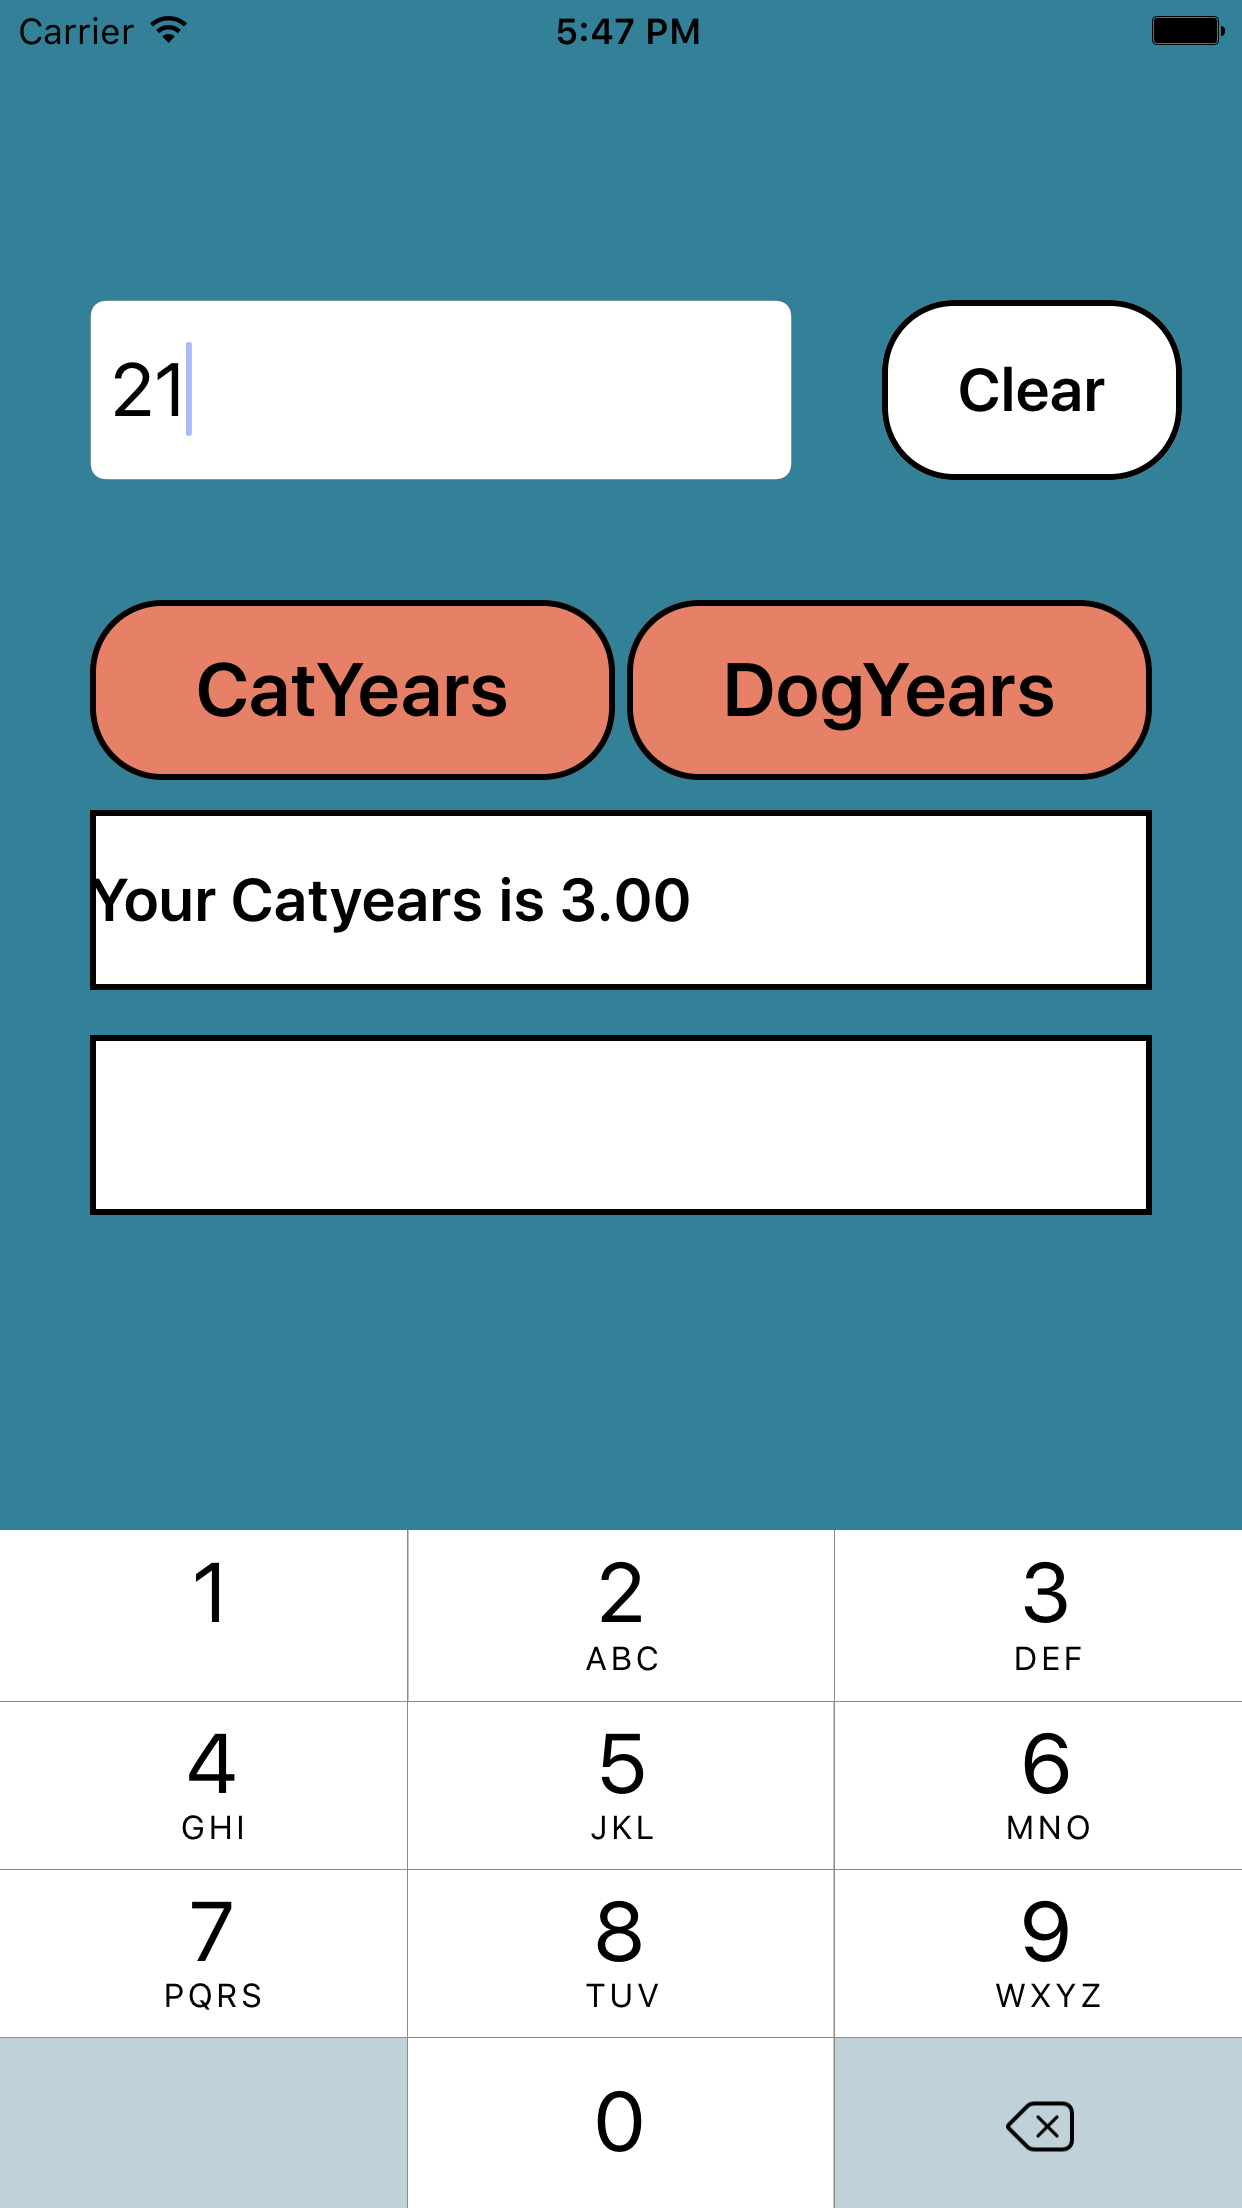 Carrier 5:47 PM
21 Clear
CatYears DogYears
Your Catyears is 3.00
1 2 3
ABC DEF
4 5 6
GHI JKL MNO
7 8 9
PQRS TUV WXYZ
0